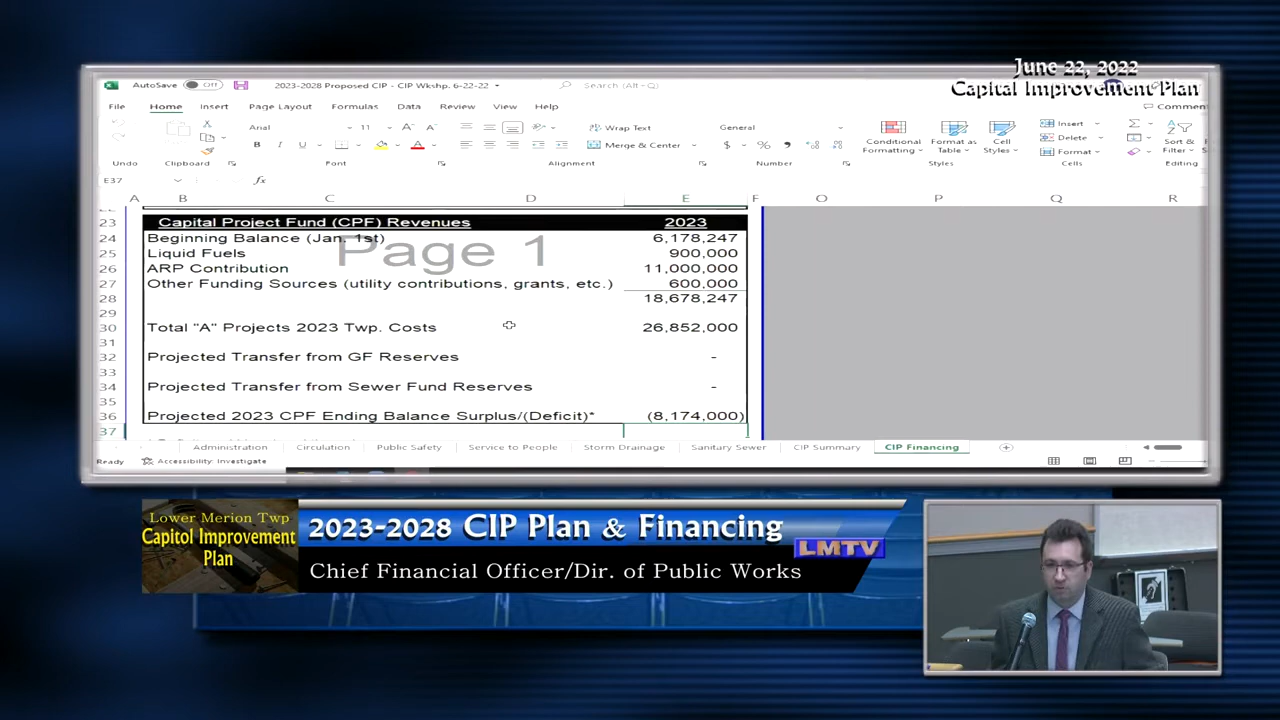 June 22, 2022
Capital Improvement Plan
AutoSave Off 2023-2028 Proposed CIP - CIP Wkshp. 6-22-22 Search (Alt+Q)
File Home Insert Page Layout Formulas Data Review View Help
Arial 11 A A Wrap Text General Insert Σ
B I U A Merge & Center $ % Conditional Formatting Format as Table Cell Styles Delete Format Sort & Filter
Undo Clipboard Font Alignment Number Styles Cells Editing
E37 fx
A B C D E F O P Q R
23 Capital Project Fund (CPF) Revenues 2023
24 Beginning Balance (Jan. 1st) 6,178,247
Page 1
25 Liquid Fuels 900,000
26 ARP Contribution 11,000,000
27 Other Funding Sources (utility contributions, grants, etc.) 600,000
28 18,678,247
29
30 Total "A" Projects 2023 Twp. Costs 26,852,000
31
32 Projected Transfer from GF Reserves -
33
34 Projected Transfer from Sewer Fund Reserves -
35
36 Projected 2023 CPF Ending Balance Surplus/(Deficit)* (8,174,000)
37
Administration Circulation Public Safety Service to People Storm Drainage Sanitary Sewer CIP Summary CIP Financing
Ready Accessibility: Investigate
Lower Merion Twp
Capitol Improvement
Plan
2023-2028 CIP Plan & Financing
LMTV
Chief Financial Officer/Dir. of Public Works